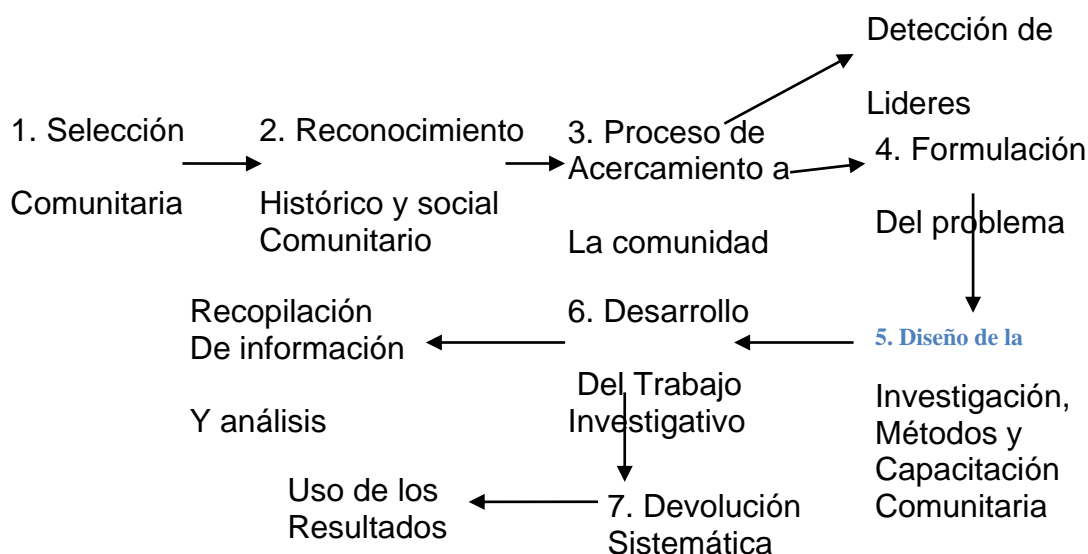 1. Selección
Comunitaria
2. Reconocimiento
Histórico y social
Comunitario
3. Proceso de
Acercamiento a
La comunidad
Detección de
Lideres
4. Formulación
Del problema
5. Diseño de la
Investigación,
Métodos y
Capacitación
Comunitaria
6. Desarrollo
Del Trabajo
Investigativo
Recopilación
De información
Y análisis
7. Devolución
Sistemática
Uso de los
Resultados